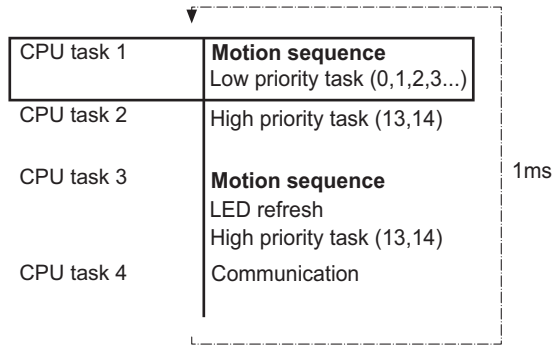 CPU task 1 Motion sequence
Low priority task (0,1,2,3...)
CPU task 2 High priority task (13,14)
CPU task 3 Motion sequence
1ms
LED refresh
High priority task (13,14)
CPU task 4 Communication